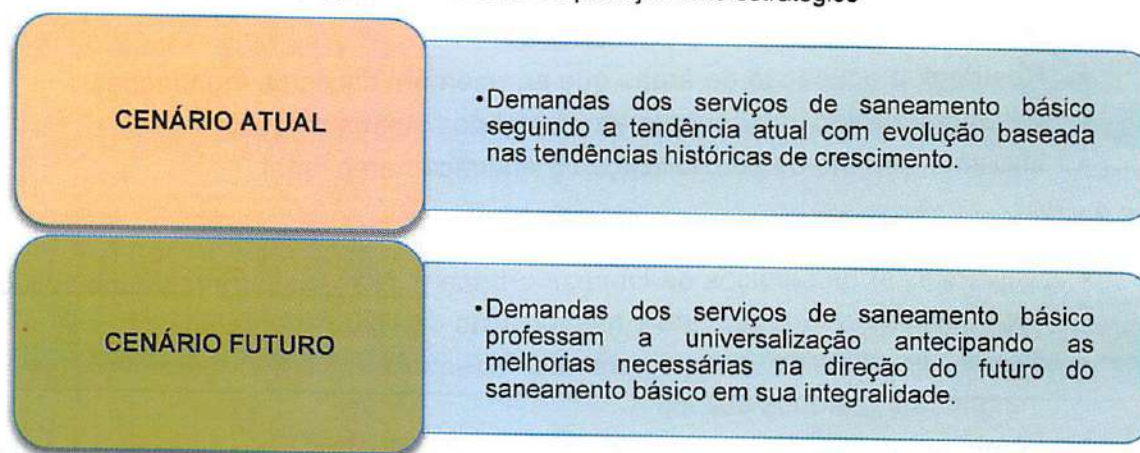 estratégico
CENÁRIO ATUAL
•Demandas dos serviços de saneamento básico
seguindo a tendência atual com evolução baseada
nas tendências históricas de crescimento.
CENÁRIO FUTURO
•Demandas dos serviços de saneamento básico
professam a universalização antecipando as
melhorias necessárias na direção do futuro do
saneamento básico em sua integralidade.